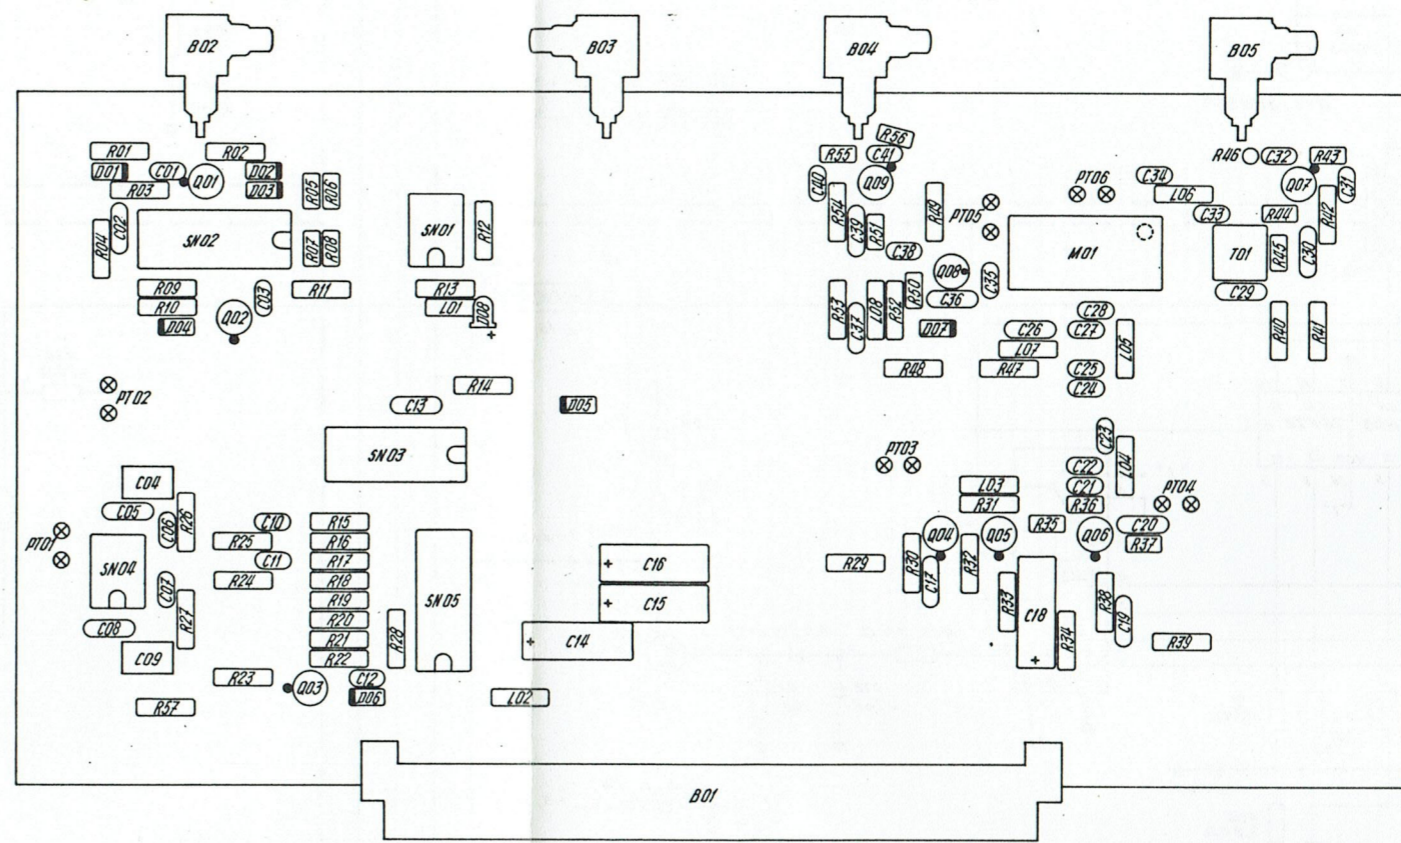 B02
B03
B04
B05
R01
R02
R55
R56
C41
R46
C32
R43
D01
C01
Q01
D02
R03
D03
R05
R06
C40
Q09
PT06
C34
L06
Q07
C31
R04
C02
SN02
R07
R08
SN01
R12
R54
C39
R51
C38
R49
PT05
M01
C33
R44
R42
T01
R45
C30
R09
R10
D04
C03
Q02
R11
R13
L01
D08
+
R53
C37
L08
R52
R50
Q08
C36
C35
D07
C29
C28
C26
C27
L07
L05
R40
R41
R48
R47
C25
C24
PT02
R14
C13
D05
SN03
PT03
C23
L04
C22
C21
L03
R31
R36
PT04
C04
C05
C06
R26
C10
R15
R25
R16
C11
R17
R24
R18
R19
R20
R21
R22
PT01
SN04
C07
C08
R27
C09
R28
SN05
+ C16
+ C15
+ C14
R29
R30
Q04
C17
R32
Q05
R35
Q06
C20
R37
R33
C18
+
R34
R38
C19
R39
R23
Q03
C12
D06
L02
R57
B01